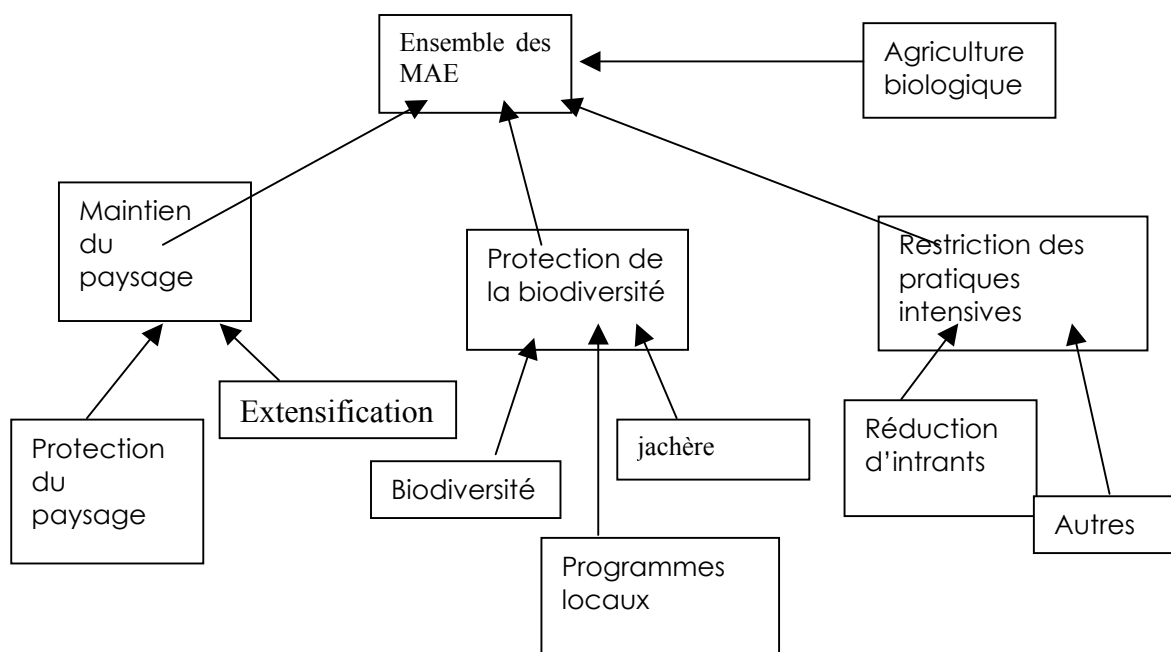 Ensemble des
MAE
Agriculture
biologique
Maintien
du
paysage
Protection de
la biodiversité
Restriction des
pratiques
intensives
Protection
du
paysage
Extensification
Biodiversité
Programmes
locaux
jachère
Réduction
d’intrants
Autres